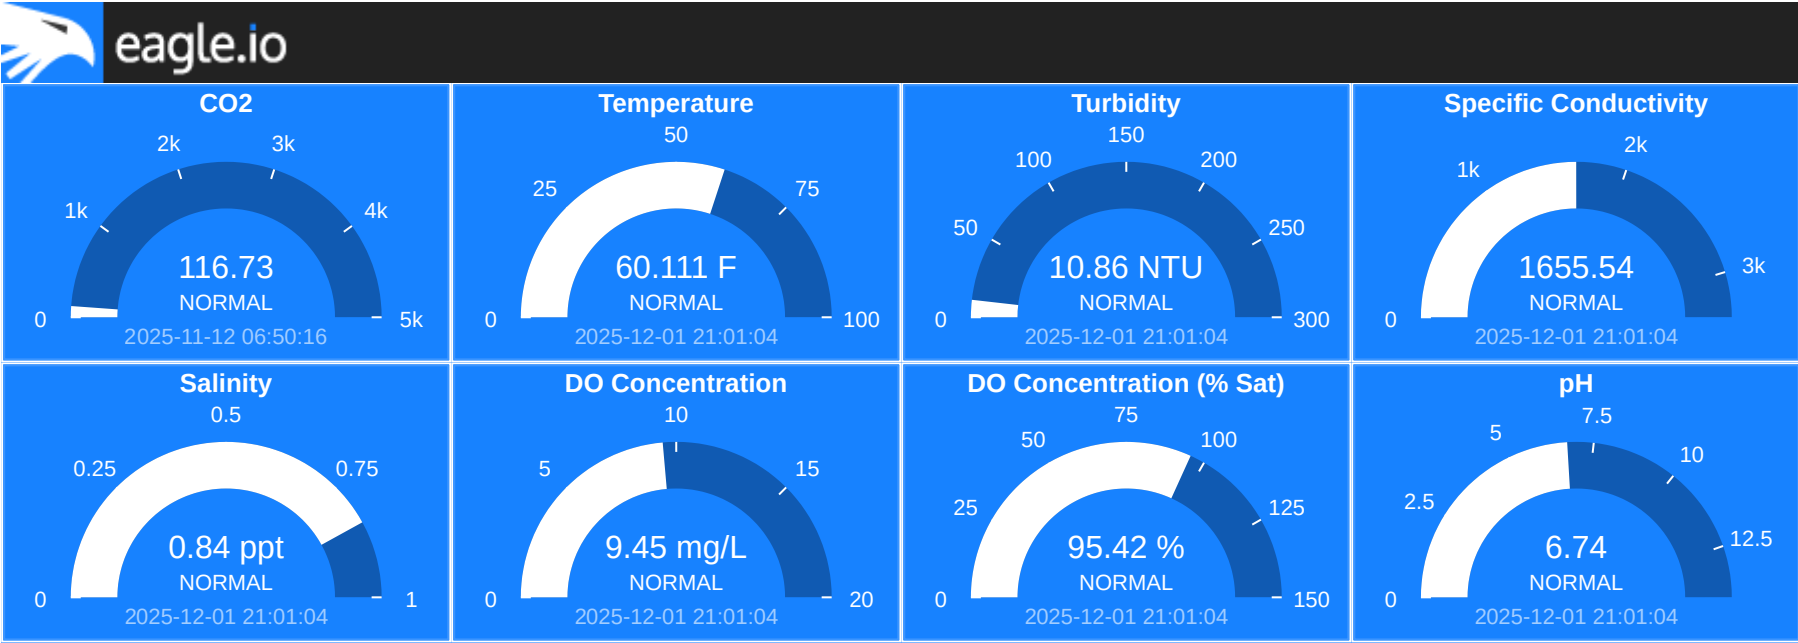 eagle.io
CO2
0
1k
2k
3k
4k
5k
116.73
NORMAL
2025-11-12 06:50:16
Temperature
0
25
50
75
100
60.111 F
NORMAL
2025-12-01 21:01:04
Turbidity
0
50
100
150
200
250
300
10.86 NTU
NORMAL
2025-12-01 21:01:04
Specific Conductivity
0
1k
2k
3k
1655.54
NORMAL
2025-12-01 21:01:04
Salinity
0
0.25
0.5
0.75
1
0.84 ppt
NORMAL
2025-12-01 21:01:04
DO Concentration
0
5
10
15
20
9.45 mg/L
NORMAL
2025-12-01 21:01:04
DO Concentration (% Sat)
0
25
50
75
100
125
150
95.42 %
NORMAL
2025-12-01 21:01:04
pH
0
2.5
5
7.5
10
12.5
6.74
NORMAL
2025-12-01 21:01:04